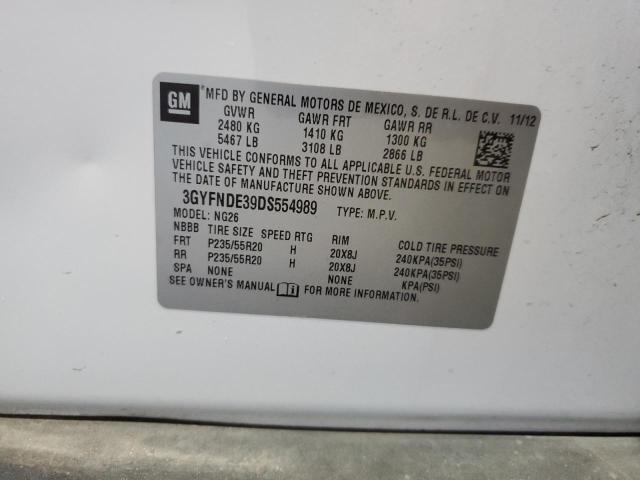 GM
MFD BY GENERAL MOTORS DE MEXICO, S. DE R.L. DE C.V. 11/12
GVWR GAWR FRT GAWR RR
2480 KG 1410 KG 1300 KG
5467 LB 3108 LB 2866 LB
THIS VEHICLE CONFORMS TO ALL APPLICABLE U.S. FEDERAL MOTOR
VEHICLE SAFETY AND THEFT PREVENTION STANDARDS IN EFFECT ON
THE DATE OF MANUFACTURE SHOWN ABOVE.
3GYFNDE39DS554989 TYPE: M.P.V.
MODEL: NG26
NBBB TIRE SIZE SPEED RTG RIM COLD TIRE PRESSURE
FRT P235/55R20 H 20X8J 240KPA(35PSI)
RR P235/55R20 H 20X8J 240KPA(35PSI)
SPA NONE NONE KPA(PSI)
SEE OWNER'S MANUAL FOR MORE INFORMATION.